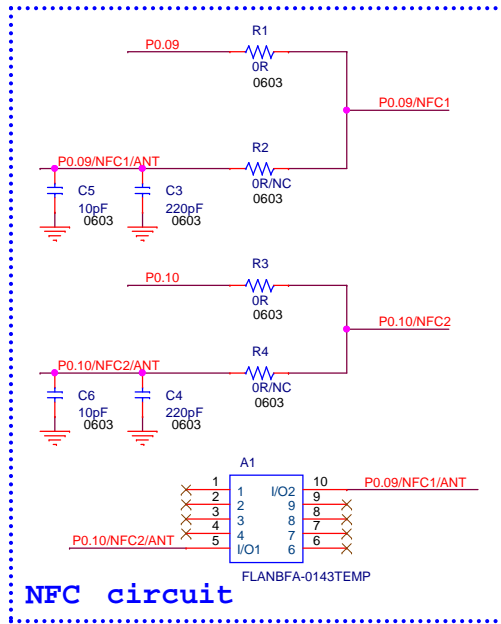 R1
P0.09
0R
0603
P0.09/NFC1
R2
P0.09/NFC1/ANT
0R/NC
0603
C5
10pF
0603
C3
220pF
0603
R3
P0.10
0R
0603
P0.10/NFC2
R4
P0.10/NFC2/ANT
0R/NC
0603
C6
10pF
0603
C4
220pF
0603
A1
1 1 I/O2 10 P0.09/NFC1/ANT
2 2 9 9
3 3 8 8
4 4 7 7
P0.10/NFC2/ANT 5 I/O1 6 6
FLANBFA-0143TEMP
NFC circuit